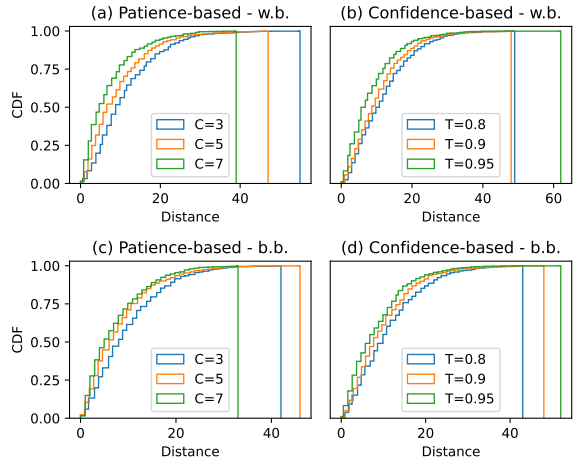 (a) Patience-based - w.b.
CDF
1.00
0.75
0.50
0.25
0.00
0
20
40
Distance
C=3
C=5
C=7
(b) Confidence-based - w.b.
0
20
40
60
Distance
T=0.8
T=0.9
T=0.95
(c) Patience-based - b.b.
CDF
1.00
0.75
0.50
0.25
0.00
0
20
40
Distance
C=3
C=5
C=7
(d) Confidence-based - b.b.
0
20
40
Distance
T=0.8
T=0.9
T=0.95